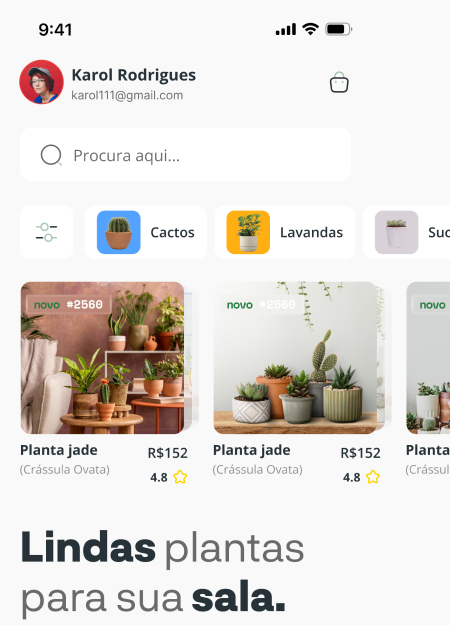 9:41
Karol Rodrigues
karol111@gmail.com
Procura aqui...
Cactos
Lavandas
Suc
novo #2560
novo #2560
novo
Planta jade R$152
(Crássula Ovata) 4.8
Planta jade R$152
(Crássula Ovata) 4.8
Planta
(Crássul
Lindas plantas
para sua sala.